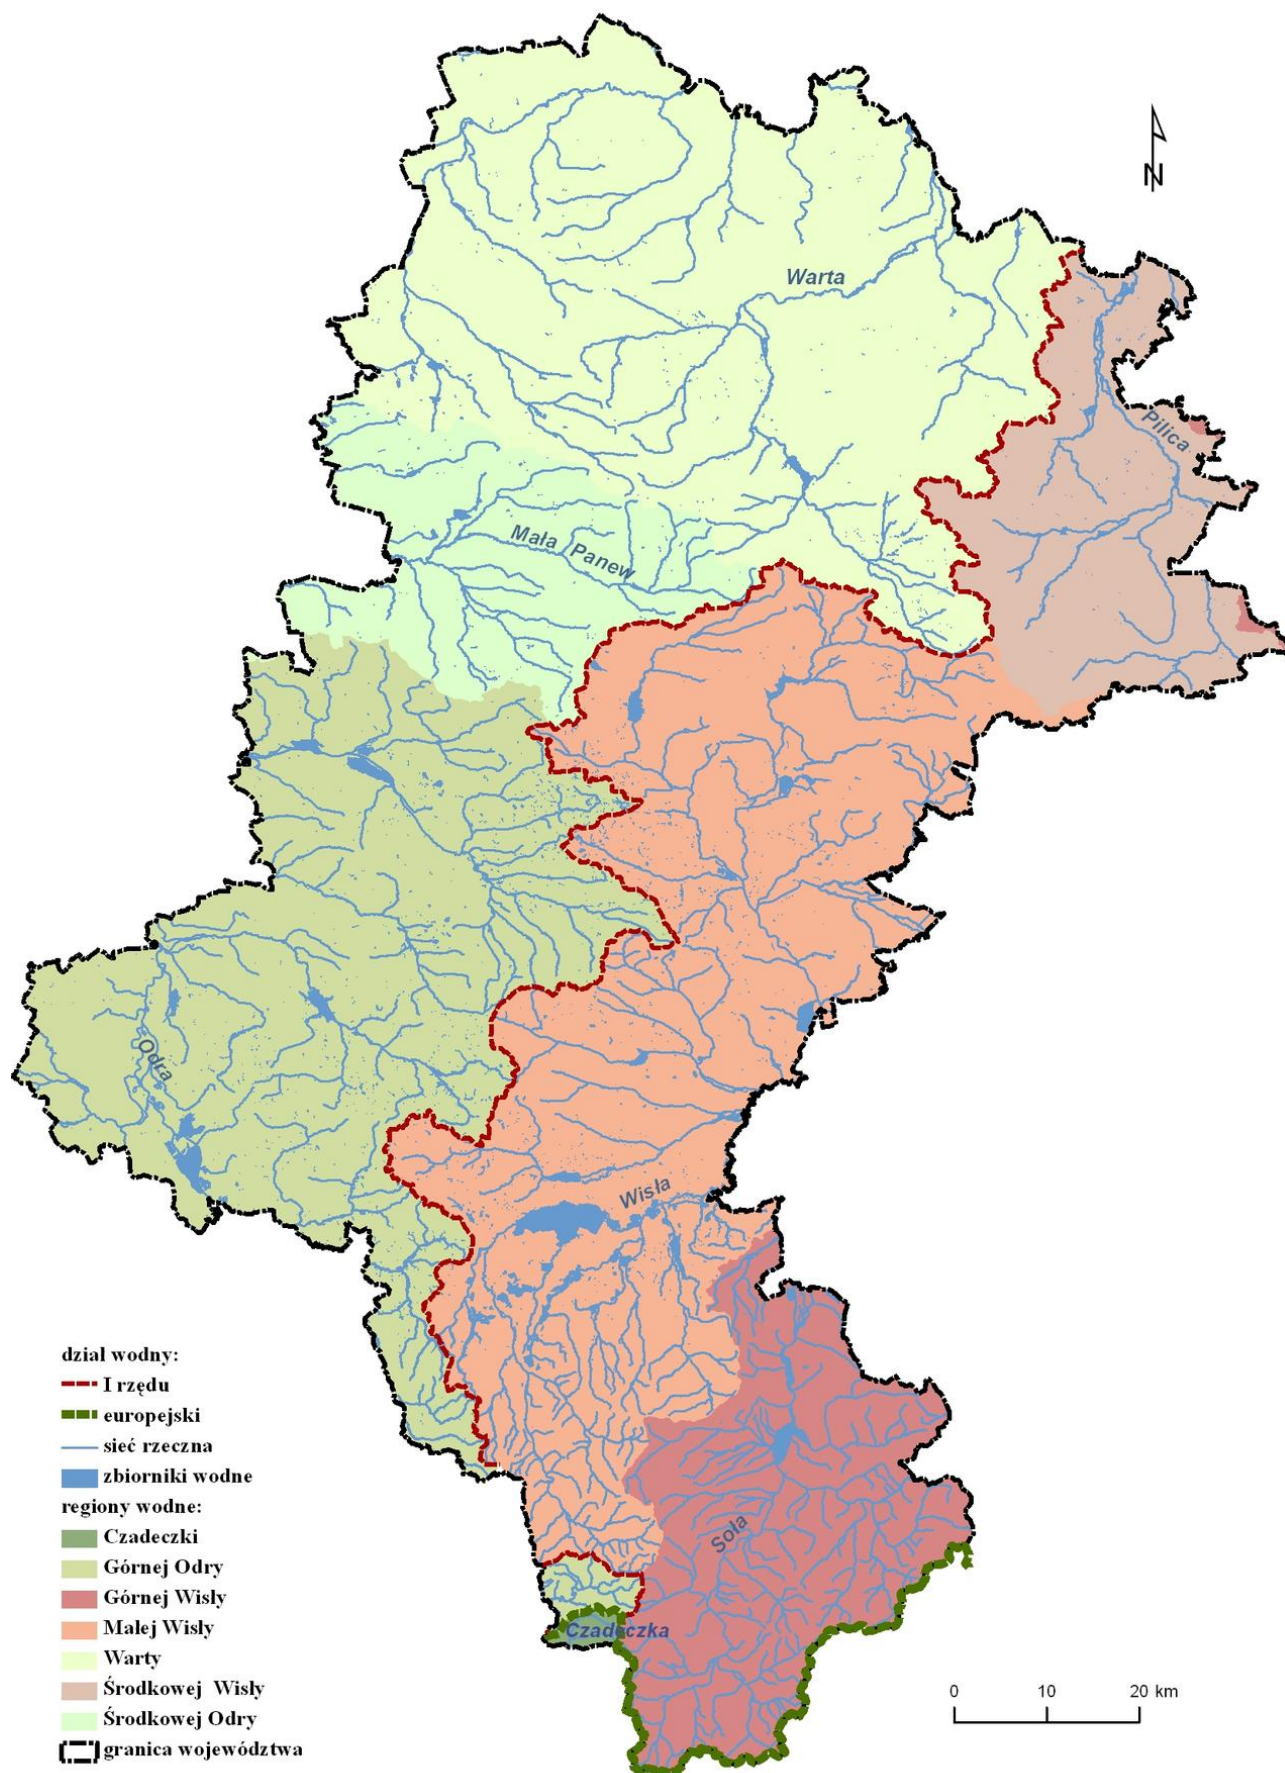 N
Warta
Pilica
Mała Panew
Odra
Wisła
Soła
Czadeczka
dział wodny:
I rzędu
europejski
sieć rzeczna
zbiorniki wodne
regiony wodne:
Czadeczki
Górnej Odry
Górnej Wisły
Małej Wisły
Warty
Środkowej Wisły
Środkowej Odry
granica województwa
0 10 20 km